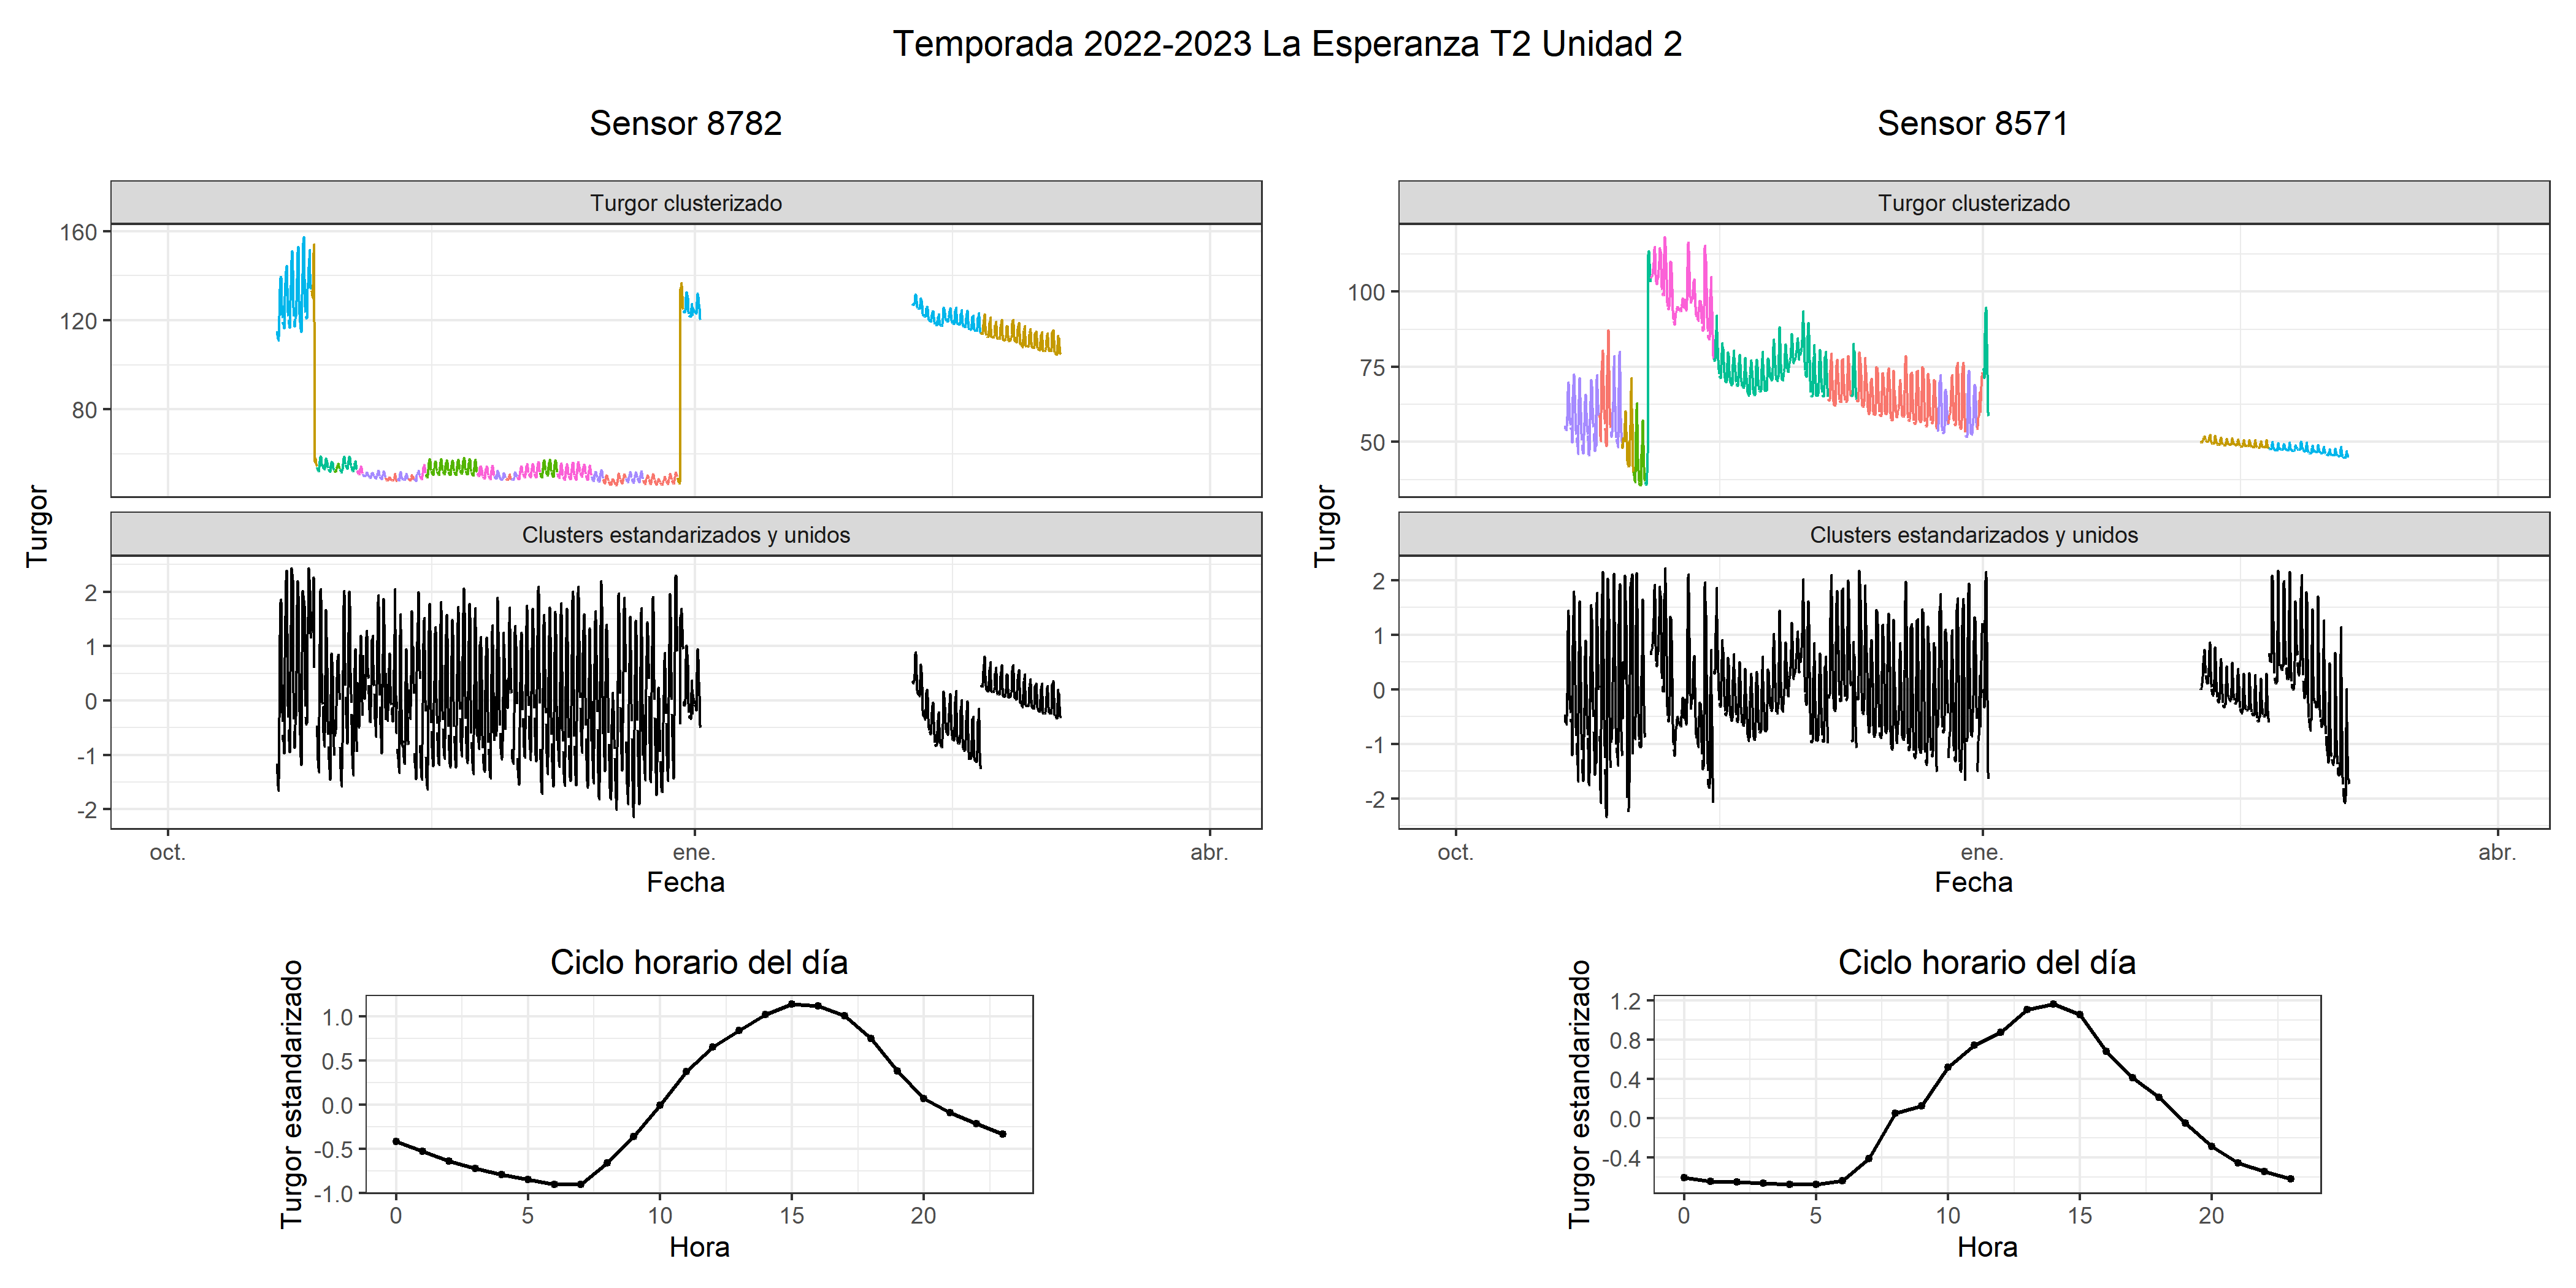 Temporada 2022-2023 La Esperanza T2 Unidad 2
Sensor 8782
Turgor clusterizado
160
120
80
Turgor
Clusters estandarizados y unidos
2
1
0
-1
-2
oct.
ene.
abr.
Fecha
Ciclo horario del día
Turgor estandarizado
1.0
0.5
0.0
-0.5
-1.0
0
5
10
15
20
Hora
Sensor 8571
Turgor clusterizado
100
75
50
Turgor
Clusters estandarizados y unidos
2
1
0
-1
-2
oct.
ene.
abr.
Fecha
Ciclo horario del día
Turgor estandarizado
1.2
0.8
0.4
0.0
-0.4
0
5
10
15
20
Hora